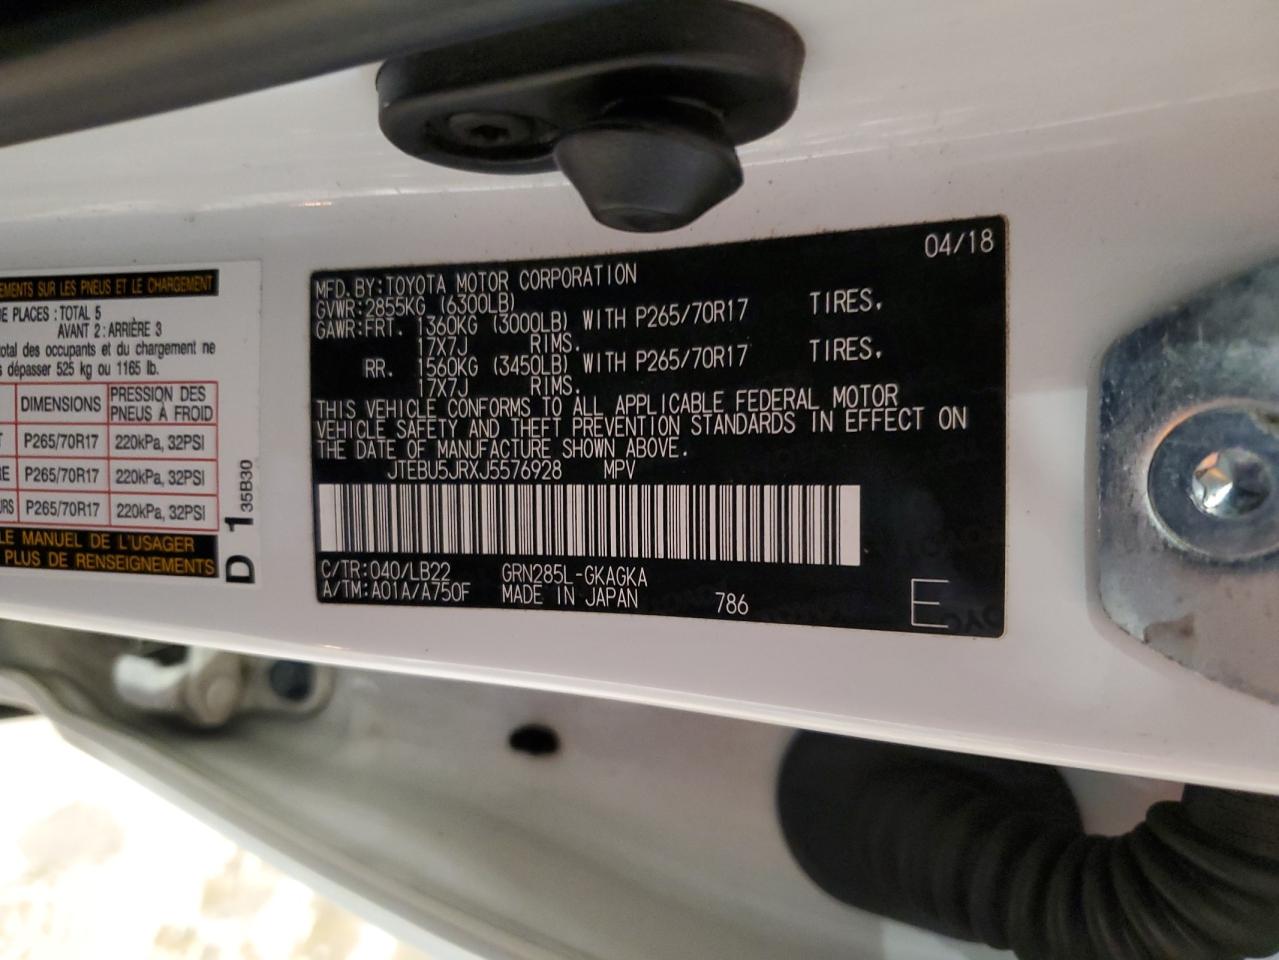 EMENTS SUR LES PNEUS ET LE CHARGEMENT
DE PLACES : TOTAL 5
AVANT 2 : ARRIÈRE 3
total des occupants et du chargement ne
s dépasser 525 kg ou 1165 lb.
DIMENSIONS PRESSION DES PNEUS À FROID
T P265/70R17 220kPa, 32PSI
RE P265/70R17 220kPa, 32PSI
URS P265/70R17 220kPa, 32PSI
LE MANUEL DE L'USAGER
PLUS DE RENSEIGNEMENTS
D 1 35B30
04/18
MFD. BY: TOYOTA MOTOR CORPORATION
GVWR: 2855KG (6300LB)
GAWR: FRT. 1360KG (3000LB) WITH P265/70R17 TIRES,
17X7J RIMS.
RR. 1560KG (3450LB) WITH P265/70R17 TIRES,
17X7J RIMS.
THIS VEHICLE CONFORMS TO ALL APPLICABLE FEDERAL MOTOR
VEHICLE SAFETY AND THEFT PREVENTION STANDARDS IN EFFECT ON
THE DATE OF MANUFACTURE SHOWN ABOVE.
JTEBU5JRXJ5576928 MPV
C/TR: 040/LB22 GRN285L-GKAGKA
A/TM: A01A/A750F MADE IN JAPAN 786
E